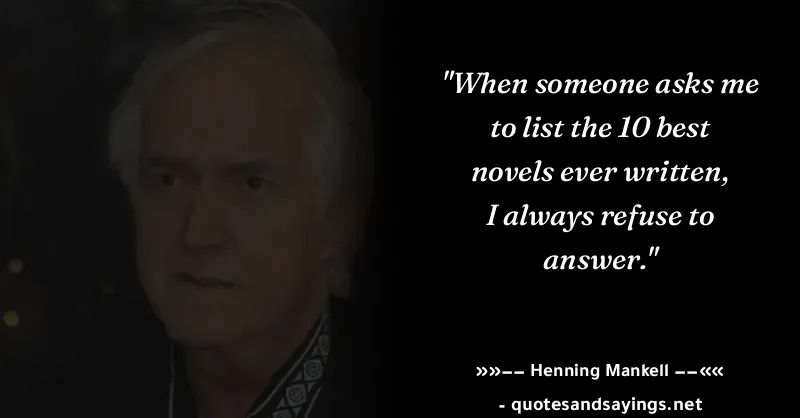 "When someone asks me
to list the 10 best
novels ever written,
I always refuse to
answer."
»»−− Henning Mankell −−««
- quotesandsayings.net